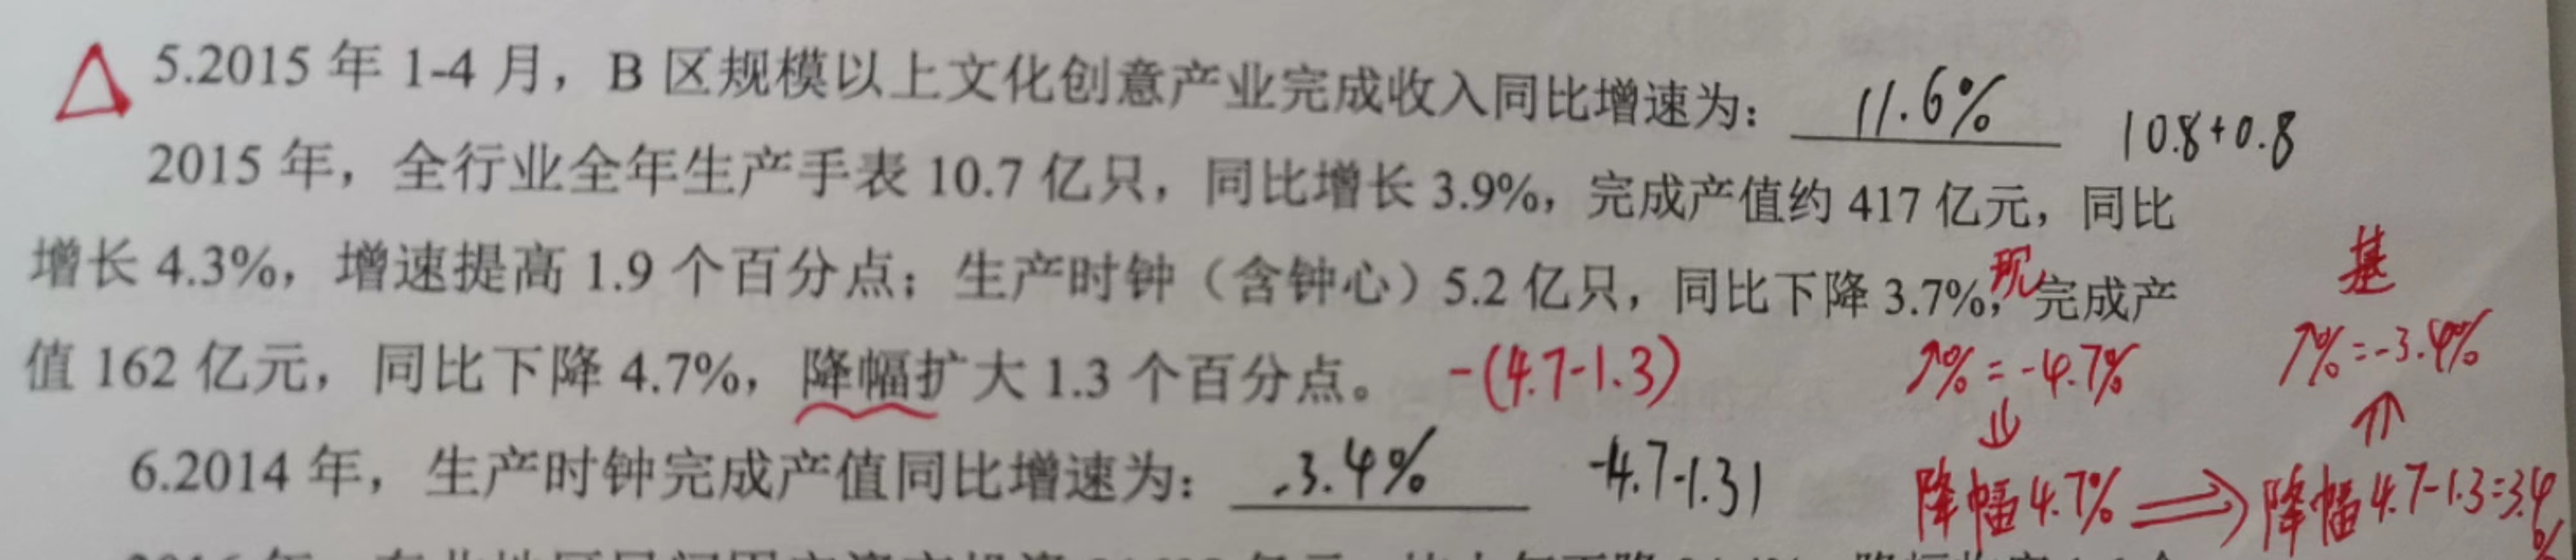 5.2015 年 1-4 月，B 区规模以上文化创意产业完成收入同比增速为： 11.6% 10.8+0.8
2015 年，全行业全年生产手表 10.7 亿只，同比增长 3.9%，完成产值约 417 亿元，同比
增长 4.3%，增速提高 1.9 个百分点；生产时钟（含钟心）5.2 亿只，同比下降 3.7%，完成产
现 基
值 162 亿元，同比下降 4.7%，降幅扩大 1.3 个百分点。 -(4.7-1.3) ↑%=-4.7% ↑%=-3.4%
6.2014 年，生产时钟完成产值同比增速为： -3.4% -4.7-1.3) 降幅4.7% ⇒ 降幅4.7-1.3=3.4%